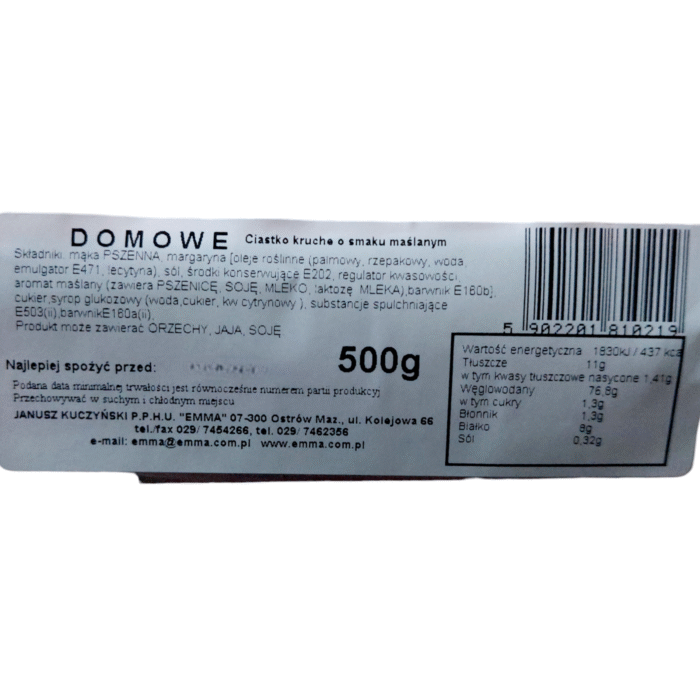 DOMOWE Ciastko kruche o smaku maślanym
Składniki: mąka PSZENNA, margaryna [oleje roślinne (palmowy, rzepakowy, woda,
emulgator E471, lecytyna), sól, środki konserwujące E202, regulator kwasowości,
aromat maślany (zawiera PSZENICĘ, SOJĘ, MLEKO, laktozę MLEKA),barwnik E160b],
cukier,syrop glukozowy (woda,cukier, kw cytrynowy ), substancje spulchniające
E503(ii),barwnikE160a(ii),
Produkt może zawierać ORZECHY, JAJA, SOJĘ
Najlepiej spożyć przed:
500g
Podana data minimalnej trwałości jest równocześnie numerem partii produkcyj
Przechowywać w suchym i chłodnym miejscu
JANUSZ KUCZYŃSKI P.P.H.U. "EMMA" 07-300 Ostrów Maz., ul. Kolejowa 66
tel./fax 029/ 7454266, tel. 029/ 7462356
e-mail: emma@emma.com.pl www.emma.com.pl
5 902201 810219
Wartość energetyczna 1830kJ / 437 kca
Tłuszcze 11g
w tym kwasy tłuszczowe nasycone 1,41g
Węglowodany 76,8g
w tym cukry 1,3g
Błonnik 1,3g
Białko 8g
Sól 0,32g